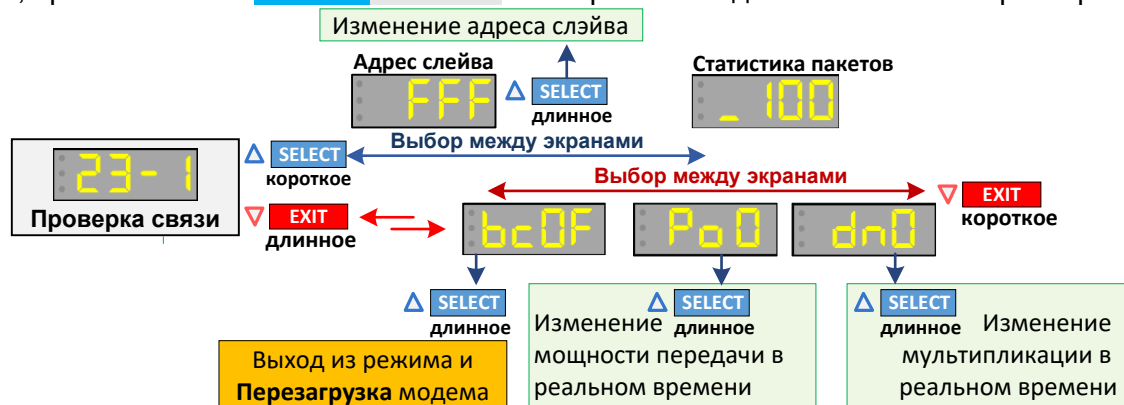 Изменение адреса слэйва
Адрес слейва
Статистика пакетов
FFF
△ SELECT
длинное
_ 100
Выбор между экранами
23-1
Проверка связи
△ SELECT
короткое
▽ EXIT
длинное
Выбор между экранами
▽ EXIT
короткое
bc0F
Po0
dn0
△ SELECT
длинное
Выход из режима и
Перезагрузка модема
△ SELECT
Изменение длинное
мощности передачи в
реальном времени
△ SELECT
длинное Изменение
мультипликации в
реальном времени